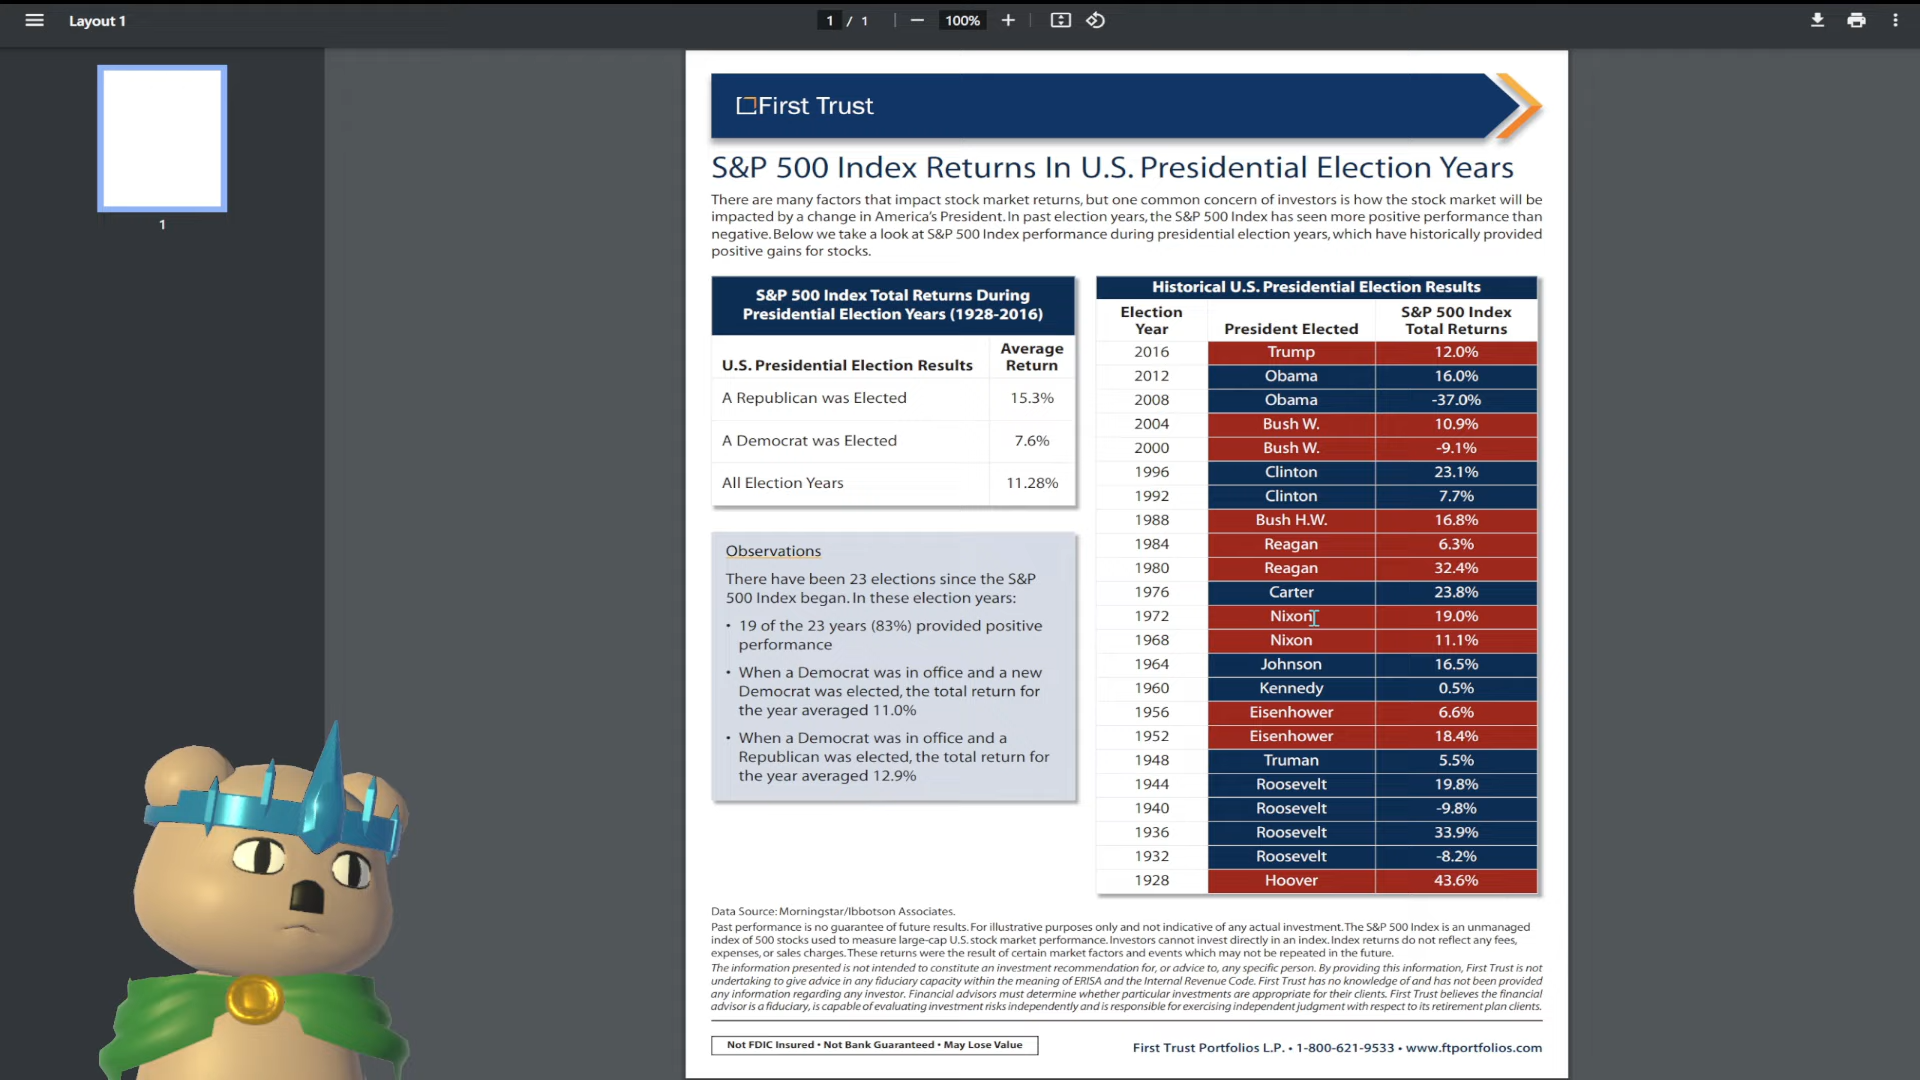 Layout 1
1 / 1
100%
1
First Trust
S&P 500 Index Returns In U.S. Presidential Election Years
There are many factors that impact stock market returns, but one common concern of investors is how the stock market will be
impacted by a change in America's President. In past election years, the S&P 500 Index has seen more positive performance than
negative. Below we take a look at S&P 500 Index performance during presidential election years, which have historically provided
positive gains for stocks.
S&P 500 Index Total Returns During
Presidential Election Years (1928-2016)
U.S. Presidential Election Results Average Return
A Republican was Elected 15.3%
A Democrat was Elected 7.6%
All Election Years 11.28%
Observations
There have been 23 elections since the S&P
500 Index began. In these election years:
• 19 of the 23 years (83%) provided positive
performance
• When a Democrat was in office and a new
Democrat was elected, the total return for
the year averaged 11.0%
• When a Democrat was in office and a
Republican was elected, the total return for
the year averaged 12.9%
Historical U.S. Presidential Election Results
Election Year President Elected S&P 500 Index Total Returns
2016 Trump 12.0%
2012 Obama 16.0%
2008 Obama -37.0%
2004 Bush W. 10.9%
2000 Bush W. -9.1%
1996 Clinton 23.1%
1992 Clinton 7.7%
1988 Bush H.W. 16.8%
1984 Reagan 6.3%
1980 Reagan 32.4%
1976 Carter 23.8%
1972 Nixon 19.0%
1968 Nixon 11.1%
1964 Johnson 16.5%
1960 Kennedy 0.5%
1956 Eisenhower 6.6%
1952 Eisenhower 18.4%
1948 Truman 5.5%
1944 Roosevelt 19.8%
1940 Roosevelt -9.8%
1936 Roosevelt 33.9%
1932 Roosevelt -8.2%
1928 Hoover 43.6%
Data Source: Morningstar/Ibbotson Associates.
Past performance is no guarantee of future results. For illustrative purposes only and not indicative of any actual investment. The S&P 500 Index is an unmanaged
index of 500 stocks used to measure large-cap U.S. stock market performance. Investors cannot invest directly in an index. Index returns do not reflect any fees,
expenses, or sales charges. These returns were the result of certain market factors and events which may not be repeated in the future.
The information presented is not intended to constitute an investment recommendation for, or advice to, any specific person. By providing this information, First Trust is not
undertaking to give advice in any fiduciary capacity within the meaning of ERISA and the Internal Revenue Code. First Trust has no knowledge of and has not been provided
any information regarding any investor. Financial advisors must determine whether particular investments are appropriate for their clients. First Trust believes the financial
advisor is a fiduciary, is capable of evaluating investment risks independently and is responsible for exercising independent judgment with respect to its retirement plan clients.
Not FDIC Insured • Not Bank Guaranteed • May Lose Value
First Trust Portfolios L.P. • 1-800-621-9533 • www.ftportfolios.com